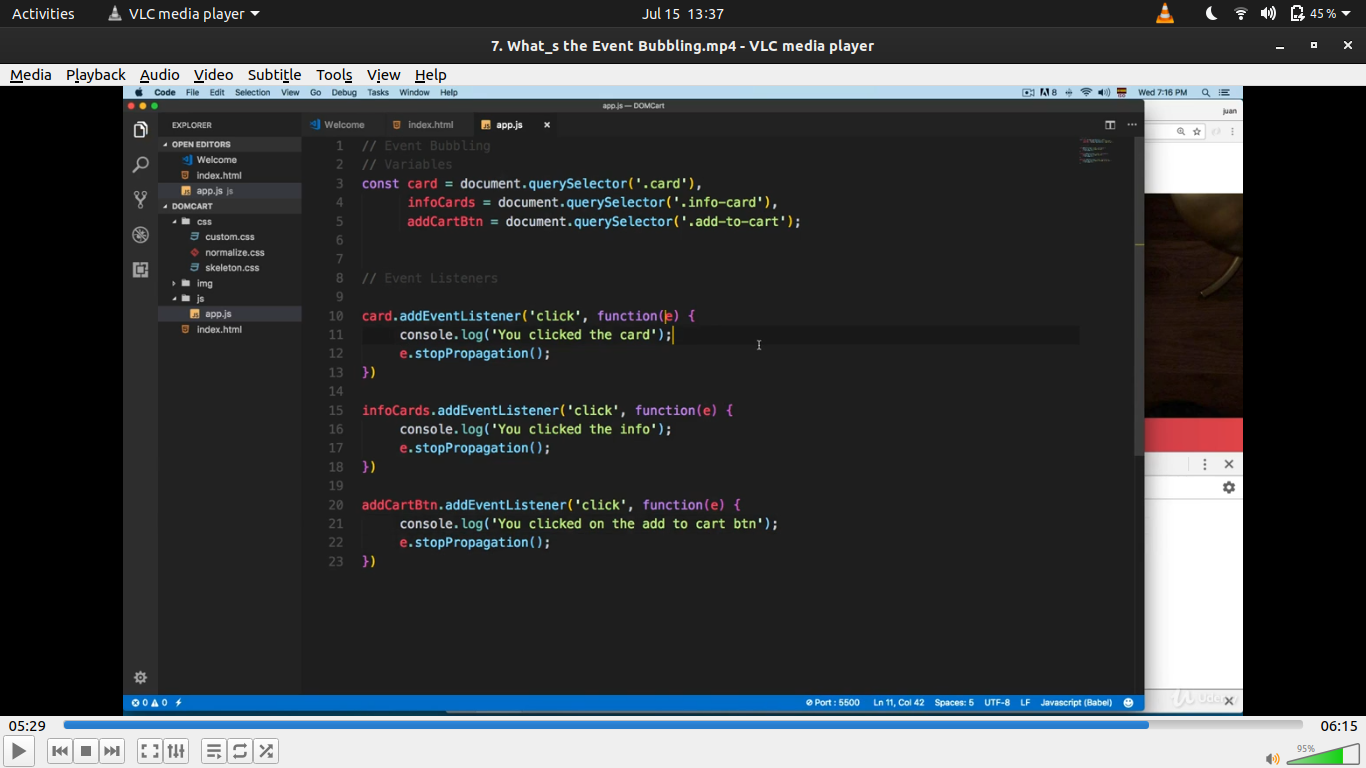 Activities VLC media player Jul 15 13:37 45 %
7. What_s the Event Bubbling.mp4 - VLC media player
Media Playback Audio Video Subtitle Tools View Help
Code File Edit Selection View Go Debug Tasks Window Help 8 Wed 7:16 PM
app.js — DOMCart
juan
EXPLORER
OPEN EDITORS
Welcome
index.html
app.js js
DOMCART
css
custom.css
normalize.css
skeleton.css
img
js
app.js
index.html
Welcome index.html app.js
1 // Event Bubbling
2 // Variables
3 const card = document.querySelector('.card'),
4 infoCards = document.querySelector('.info-card'),
5 addCartBtn = document.querySelector('.add-to-cart');
6
7
8 // Event Listeners
9
10 card.addEventListener('click', function(e) {
11 console.log('You clicked the card');
12 e.stopPropagation();
13 })
14
15 infoCards.addEventListener('click', function(e) {
16 console.log('You clicked the info');
17 e.stopPropagation();
18 })
19
20 addCartBtn.addEventListener('click', function(e) {
21 console.log('You clicked on the add to cart btn');
22 e.stopPropagation();
23 })
0 0 Port : 5500 Ln 11, Col 42 Spaces: 5 UTF-8 LF Javascript (Babel)
Udemy
05:29 06:15
95%